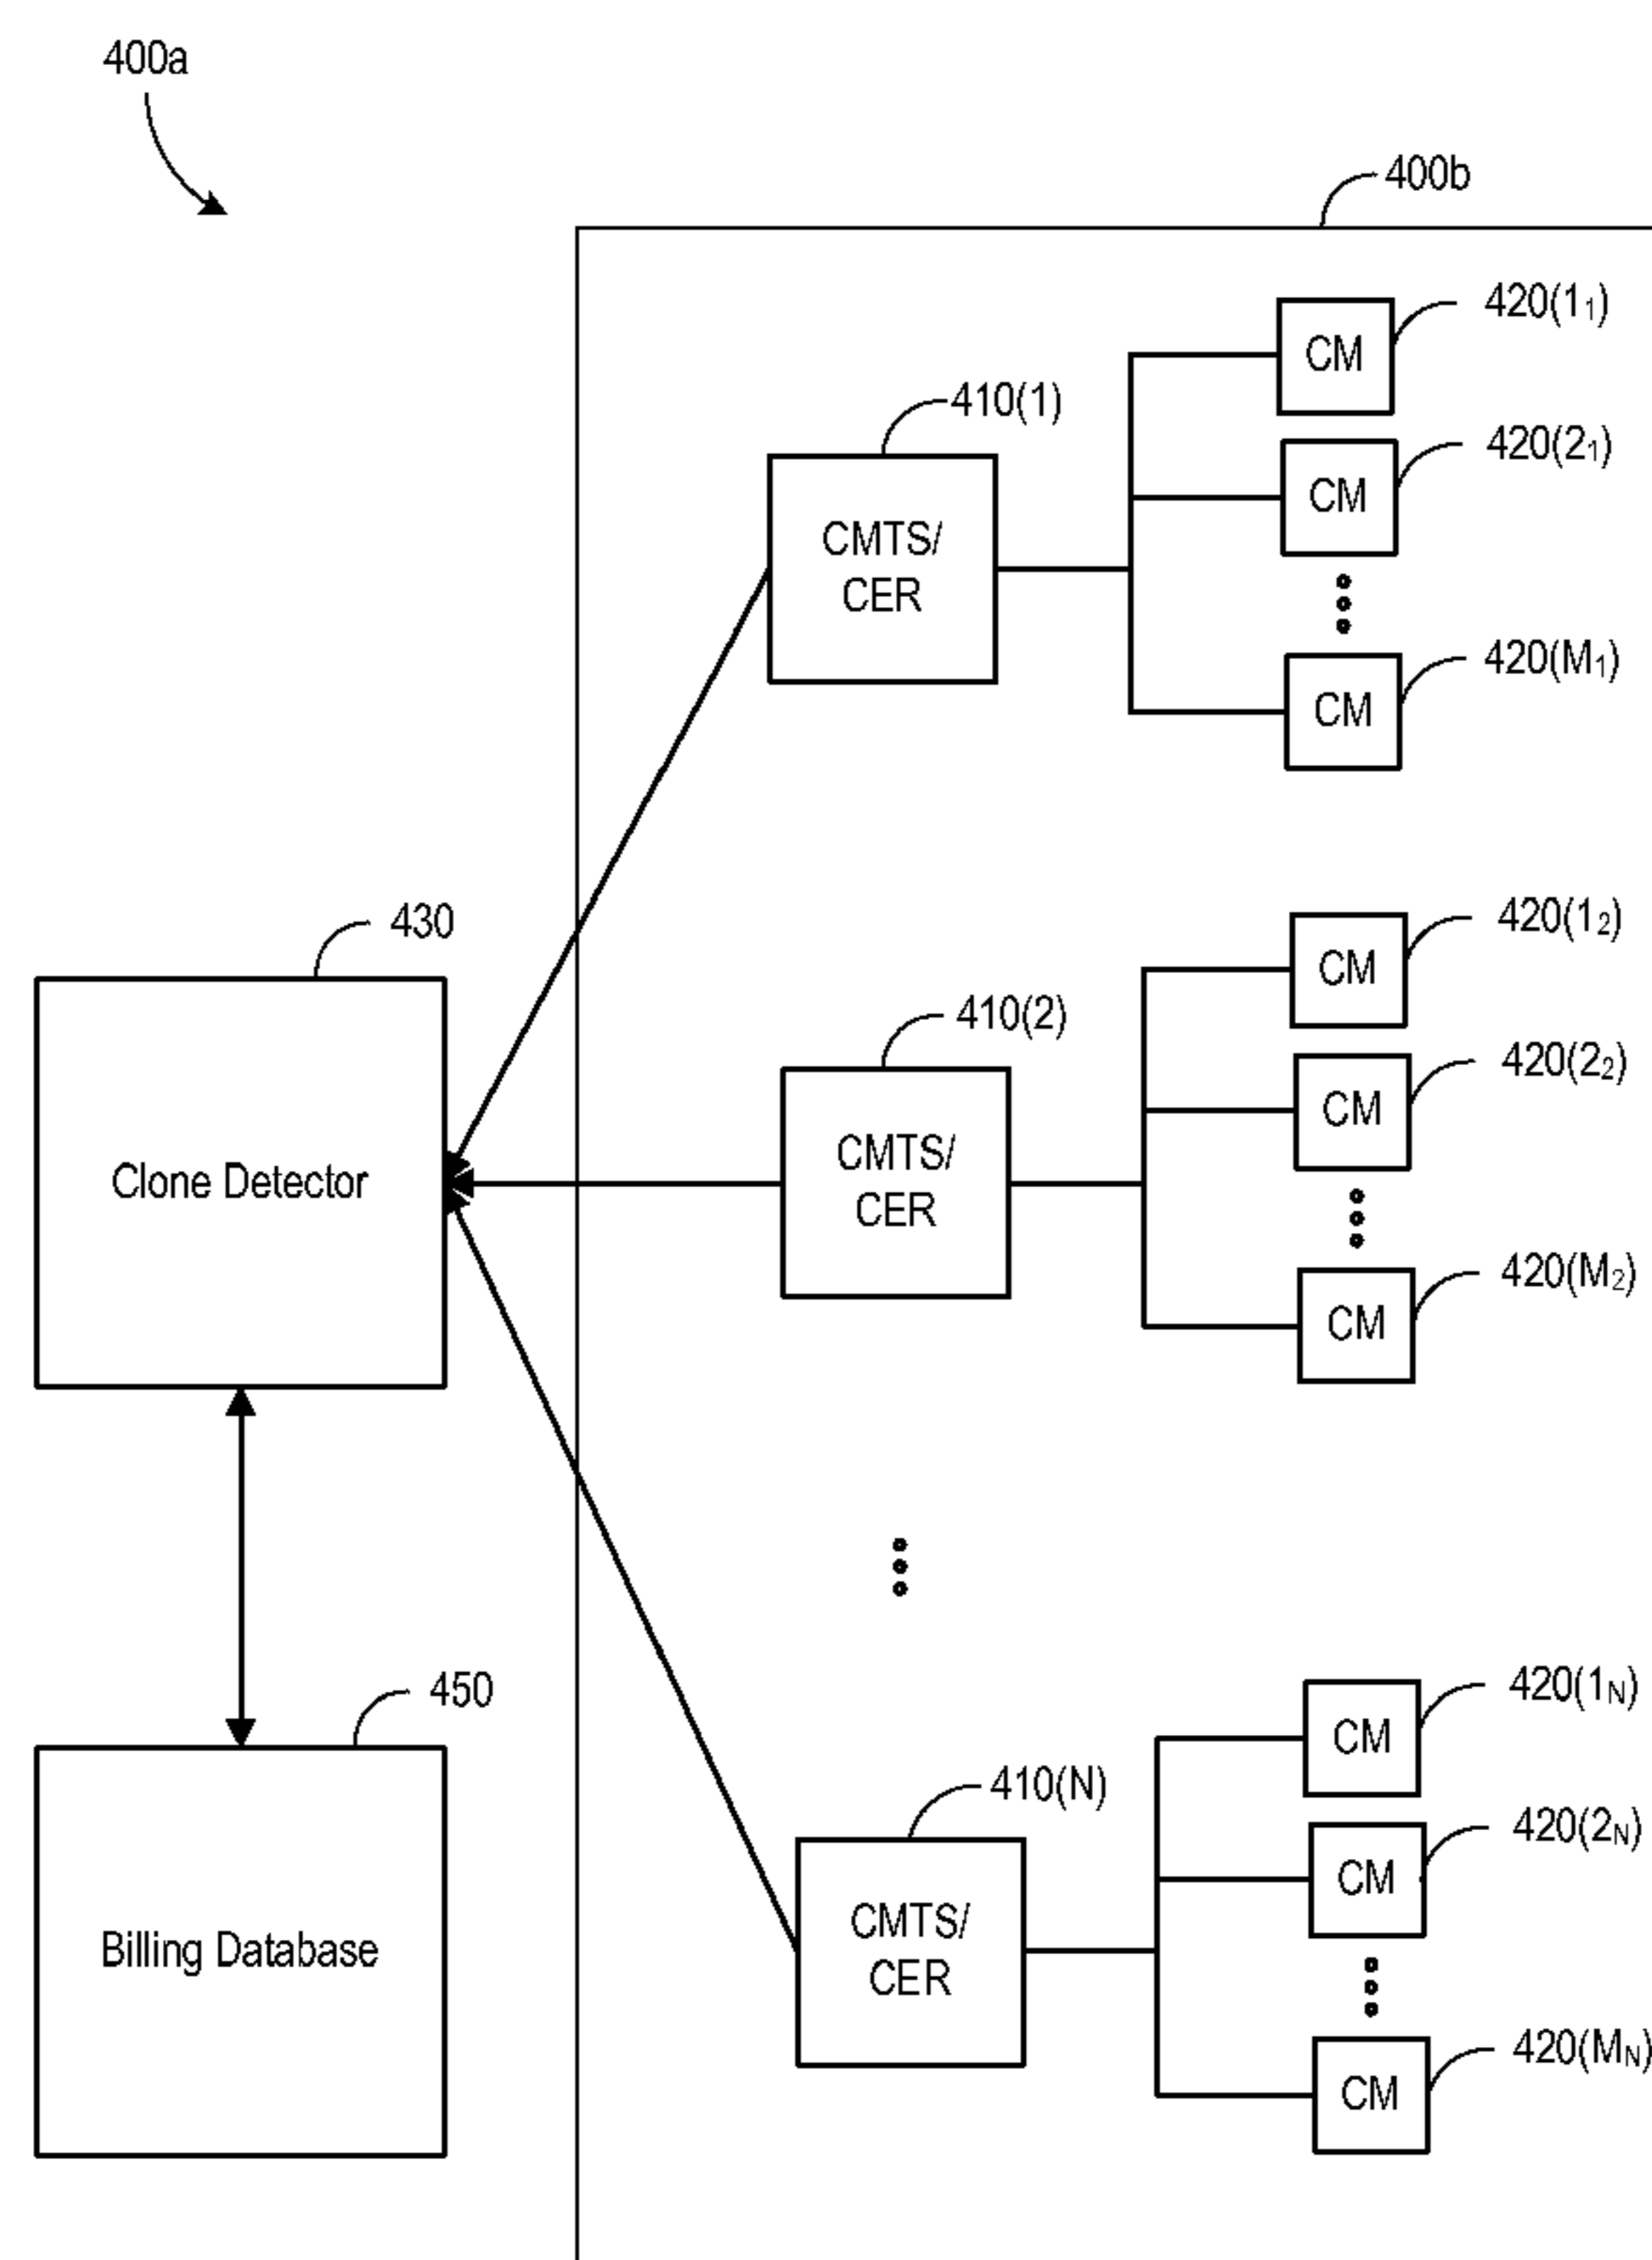 400a
400b
420(1₁)
CM
410(1)
420(2₁)
CM
CMTS/
CER
420(M₁)
CM
430
420(1₂)
CM
410(2)
420(2₂)
CM
Clone Detector
CMTS/
CER
420(M₂)
CM
450
420(1N)
CM
410(N)
420(2N)
CM
Billing Database
CMTS/
CER
420(MN)
CM